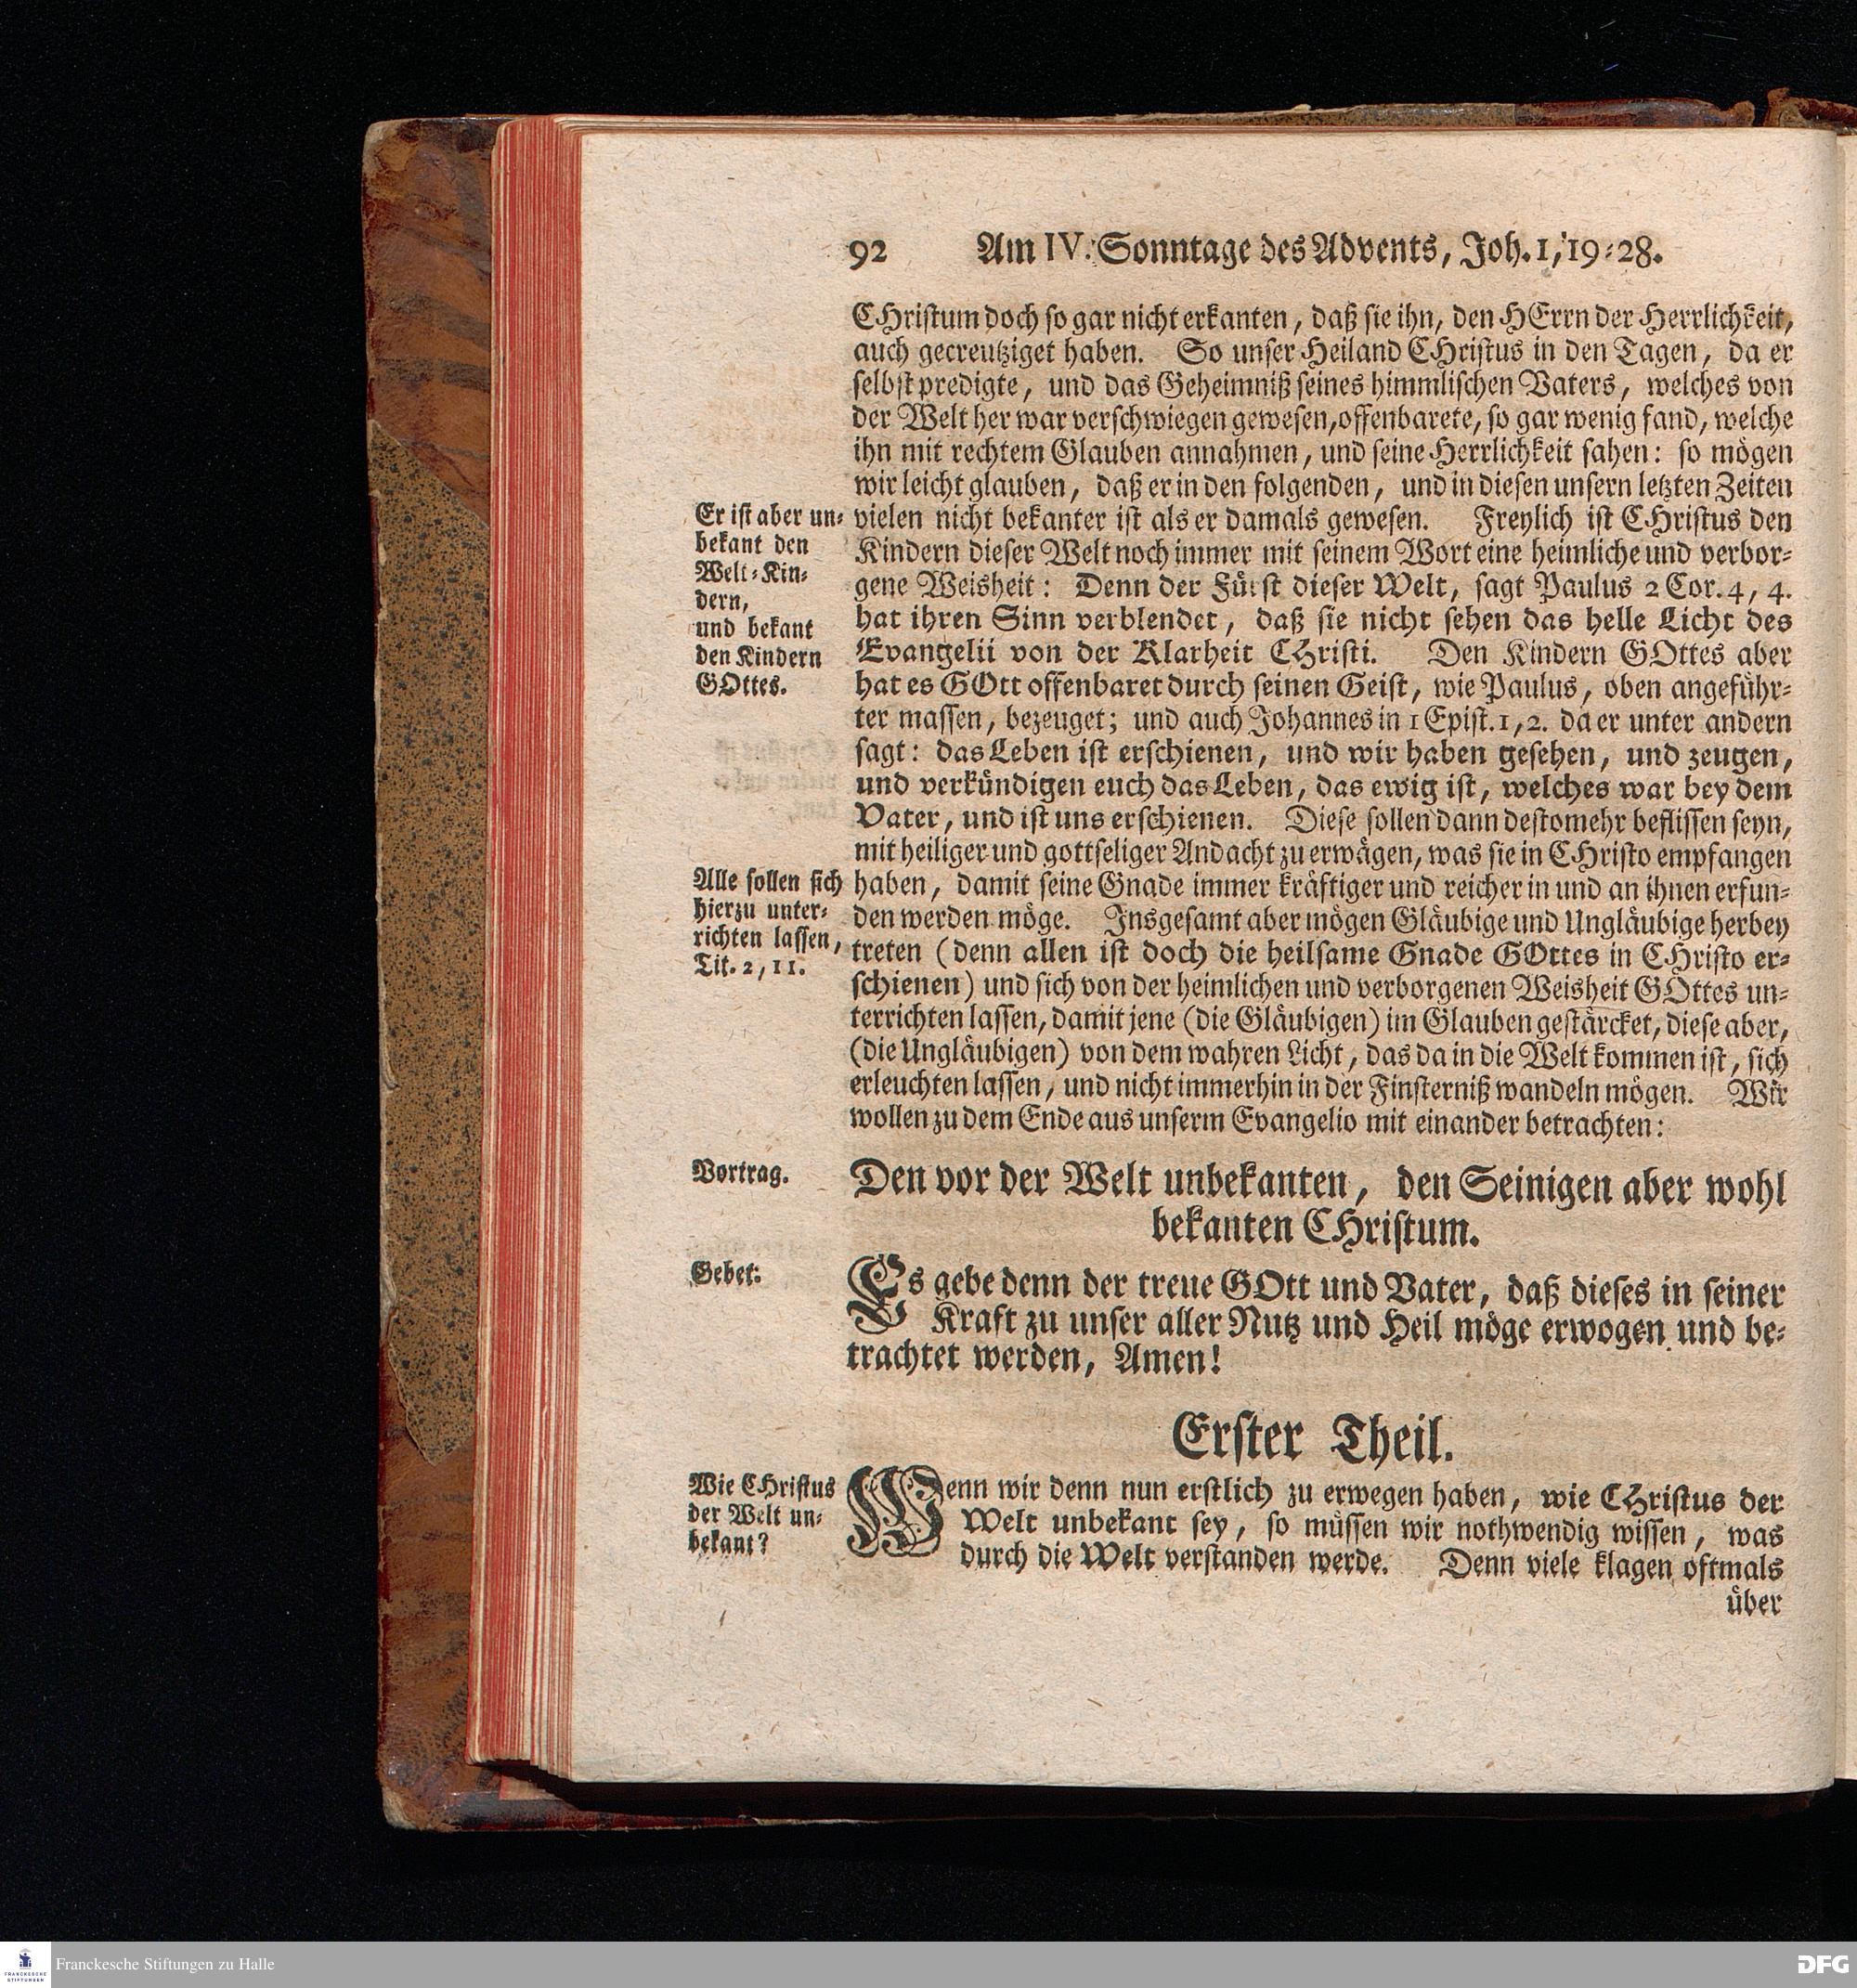 92 Am IV. Sonntage des Advents, Joh. 1, 19-28.
CHristum doch so gar nicht erkanten, daß sie ihn, den HErrn der Herrlichkeit,
auch gecreutziget haben. So unser Heiland CHristus in den Tagen, da er
selbst predigte, und das Geheimniß seines himmlischen Vaters, welches von
der Welt her war verschwiegen gewesen, offenbarete, so gar wenig fand, welche
ihn mit rechtem Glauben annahmen, und seine Herrlichkeit sahen: so mögen
wir leicht glauben, daß er in den folgenden, und in diesen unsern letzten Zeiten
vielen nicht bekanter ist als er damals gewesen. Freylich ist CHristus den
Kindern dieser Welt noch immer mit seinem Wort eine heimliche und verbor-
gene Weisheit: Denn der Fürst dieser Welt, sagt Paulus 2 Cor. 4, 4.
hat ihren Sinn verblendet, daß sie nicht sehen das helle Licht des
Evangelii von der Klarheit CHristi. Den Kindern GOttes aber
hat es GOtt offenbaret durch seinen Geist, wie Paulus, oben angeführ-
ter massen, bezeuget; und auch Johannes in 1 Epist. 1, 2. da er unter andern
sagt: das Leben ist erschienen, und wir haben gesehen, und zeugen,
und verkündigen euch das Leben, das ewig ist, welches war bey dem
Vater, und ist uns erschienen. Diese sollen dann destomehr beflissen seyn,
mit heiliger und gottseliger Andacht zu erwägen, was sie in CHristo empfangen
haben, damit seine Gnade immer kräftiger und reicher in und an ihnen erfun-
den werden möge. Insgesamt aber mögen Gläubige und Ungläubige herbey
treten (denn allen ist doch die heilsame Gnade GOttes in CHristo er-
schienen) und sich von der heimlichen und verborgenen Weisheit GOttes un-
terrichten lassen, damit jene (die Gläubigen) im Glauben gestärcket, diese aber,
(die Ungläubigen) von dem wahren Licht, das da in die Welt kommen ist, sich
erleuchten lassen, und nicht immerhin in der Finsterniß wandeln mögen. Wir
wollen zu dem Ende aus unserm Evangelio mit einander betrachten:
Er ist aber un-
bekant den
Welt-Kin-
dern,
und bekant
den Kindern
GOttes.
Alle sollen sich
hierzu unter-
richten lassen,
Tit. 2, 11.
Vortrag.
Den vor der Welt unbekanten, den Seinigen aber wohl
bekanten CHristum.
Gebet:
Es gebe denn der treue GOtt und Vater, daß dieses in seiner
Kraft zu unser aller Nutz und Heil möge erwogen und be-
trachtet werden, Amen!
Erster Theil.
Wie CHristus
der Welt un-
bekant?
Wenn wir denn nun erstlich zu erwegen haben, wie CHristus der
Welt unbekant sey, so müssen wir nothwendig wissen, was
durch die Welt verstanden werde. Denn viele klagen oftmals
über
FRANCKESCHE
STIFTUNGEN
Franckesche Stiftungen zu Halle
DFG